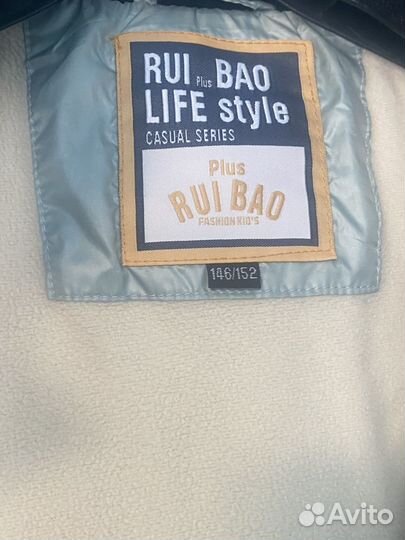 RUI Plus BAO
LIFE style
CASUAL SERIES
Plus
RUI BAO
FASHION KID'S
146/152
Avito